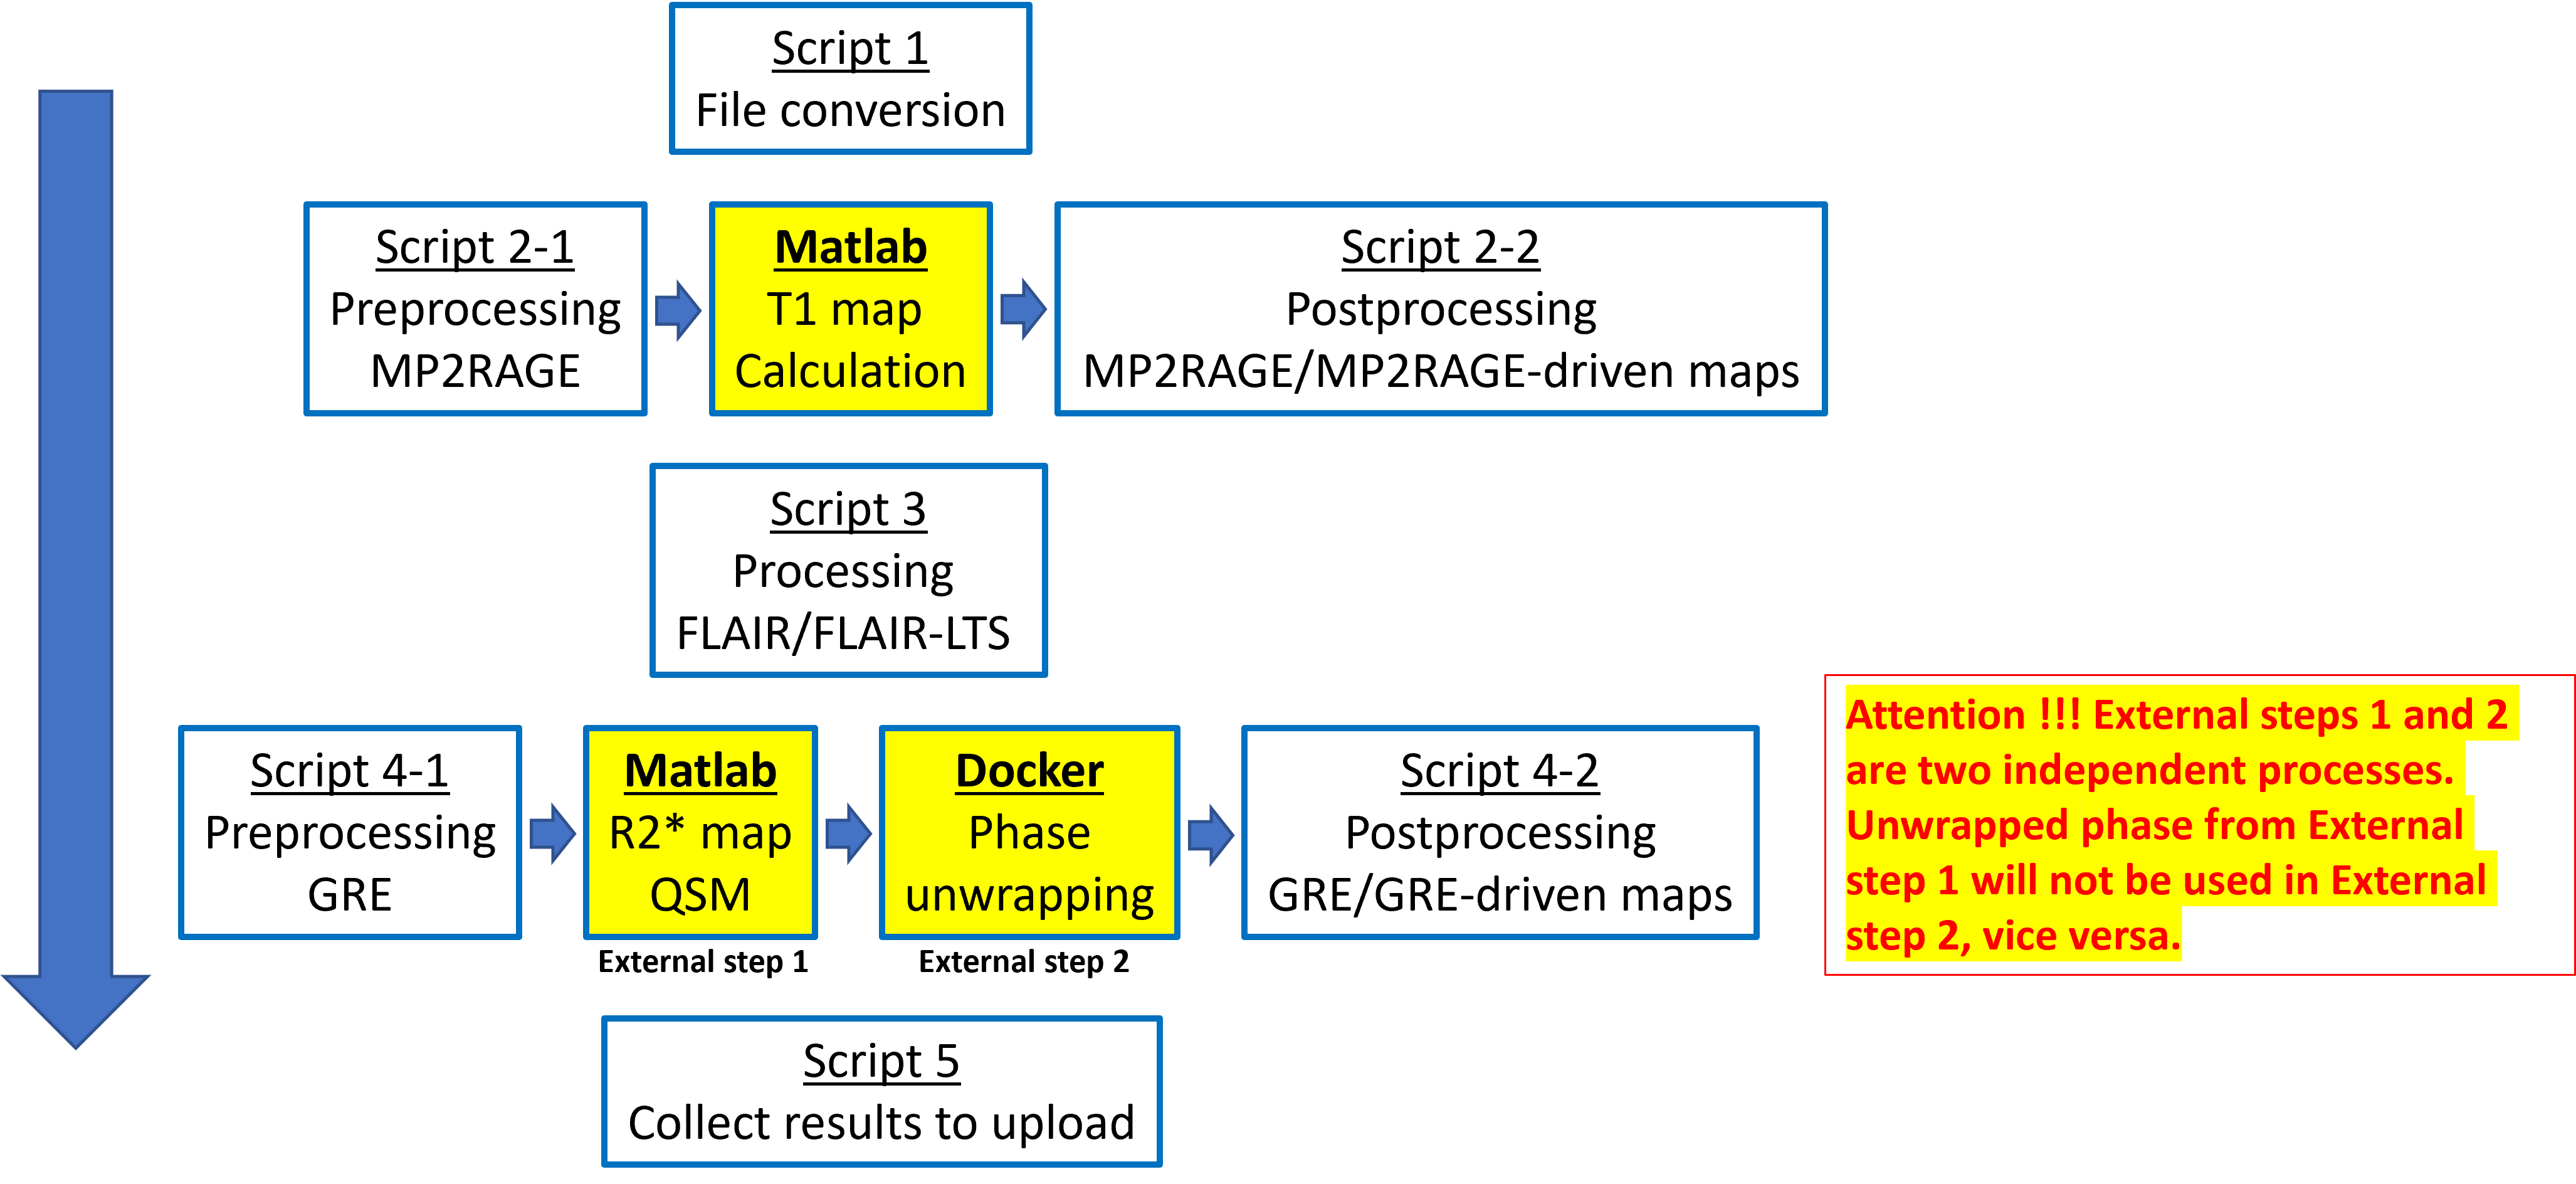 Script 1
File conversion
Script 2-1
Preprocessing
MP2RAGE
Matlab
T1 map
Calculation
Script 2-2
Postprocessing
MP2RAGE/MP2RAGE-driven maps
Script 3
Processing
FLAIR/FLAIR-LTS
Script 4-1
Preprocessing
GRE
Matlab
R2* map
QSM
External step 1
Docker
Phase
unwrapping
External step 2
Script 4-2
Postprocessing
GRE/GRE-driven maps
Attention !!! External steps 1 and 2
are two independent processes.
Unwrapped phase from External
step 1 will not be used in External
step 2, vice versa.
Script 5
Collect results to upload